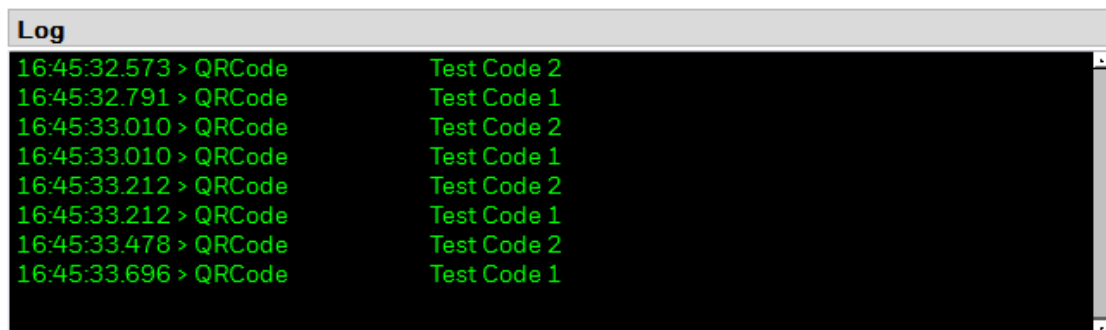 Log
16:45:32.573 > QRCode Test Code 2
16:45:32.791 > QRCode Test Code 1
16:45:33.010 > QRCode Test Code 2
16:45:33.010 > QRCode Test Code 1
16:45:33.212 > QRCode Test Code 2
16:45:33.212 > QRCode Test Code 1
16:45:33.478 > QRCode Test Code 2
16:45:33.696 > QRCode Test Code 1